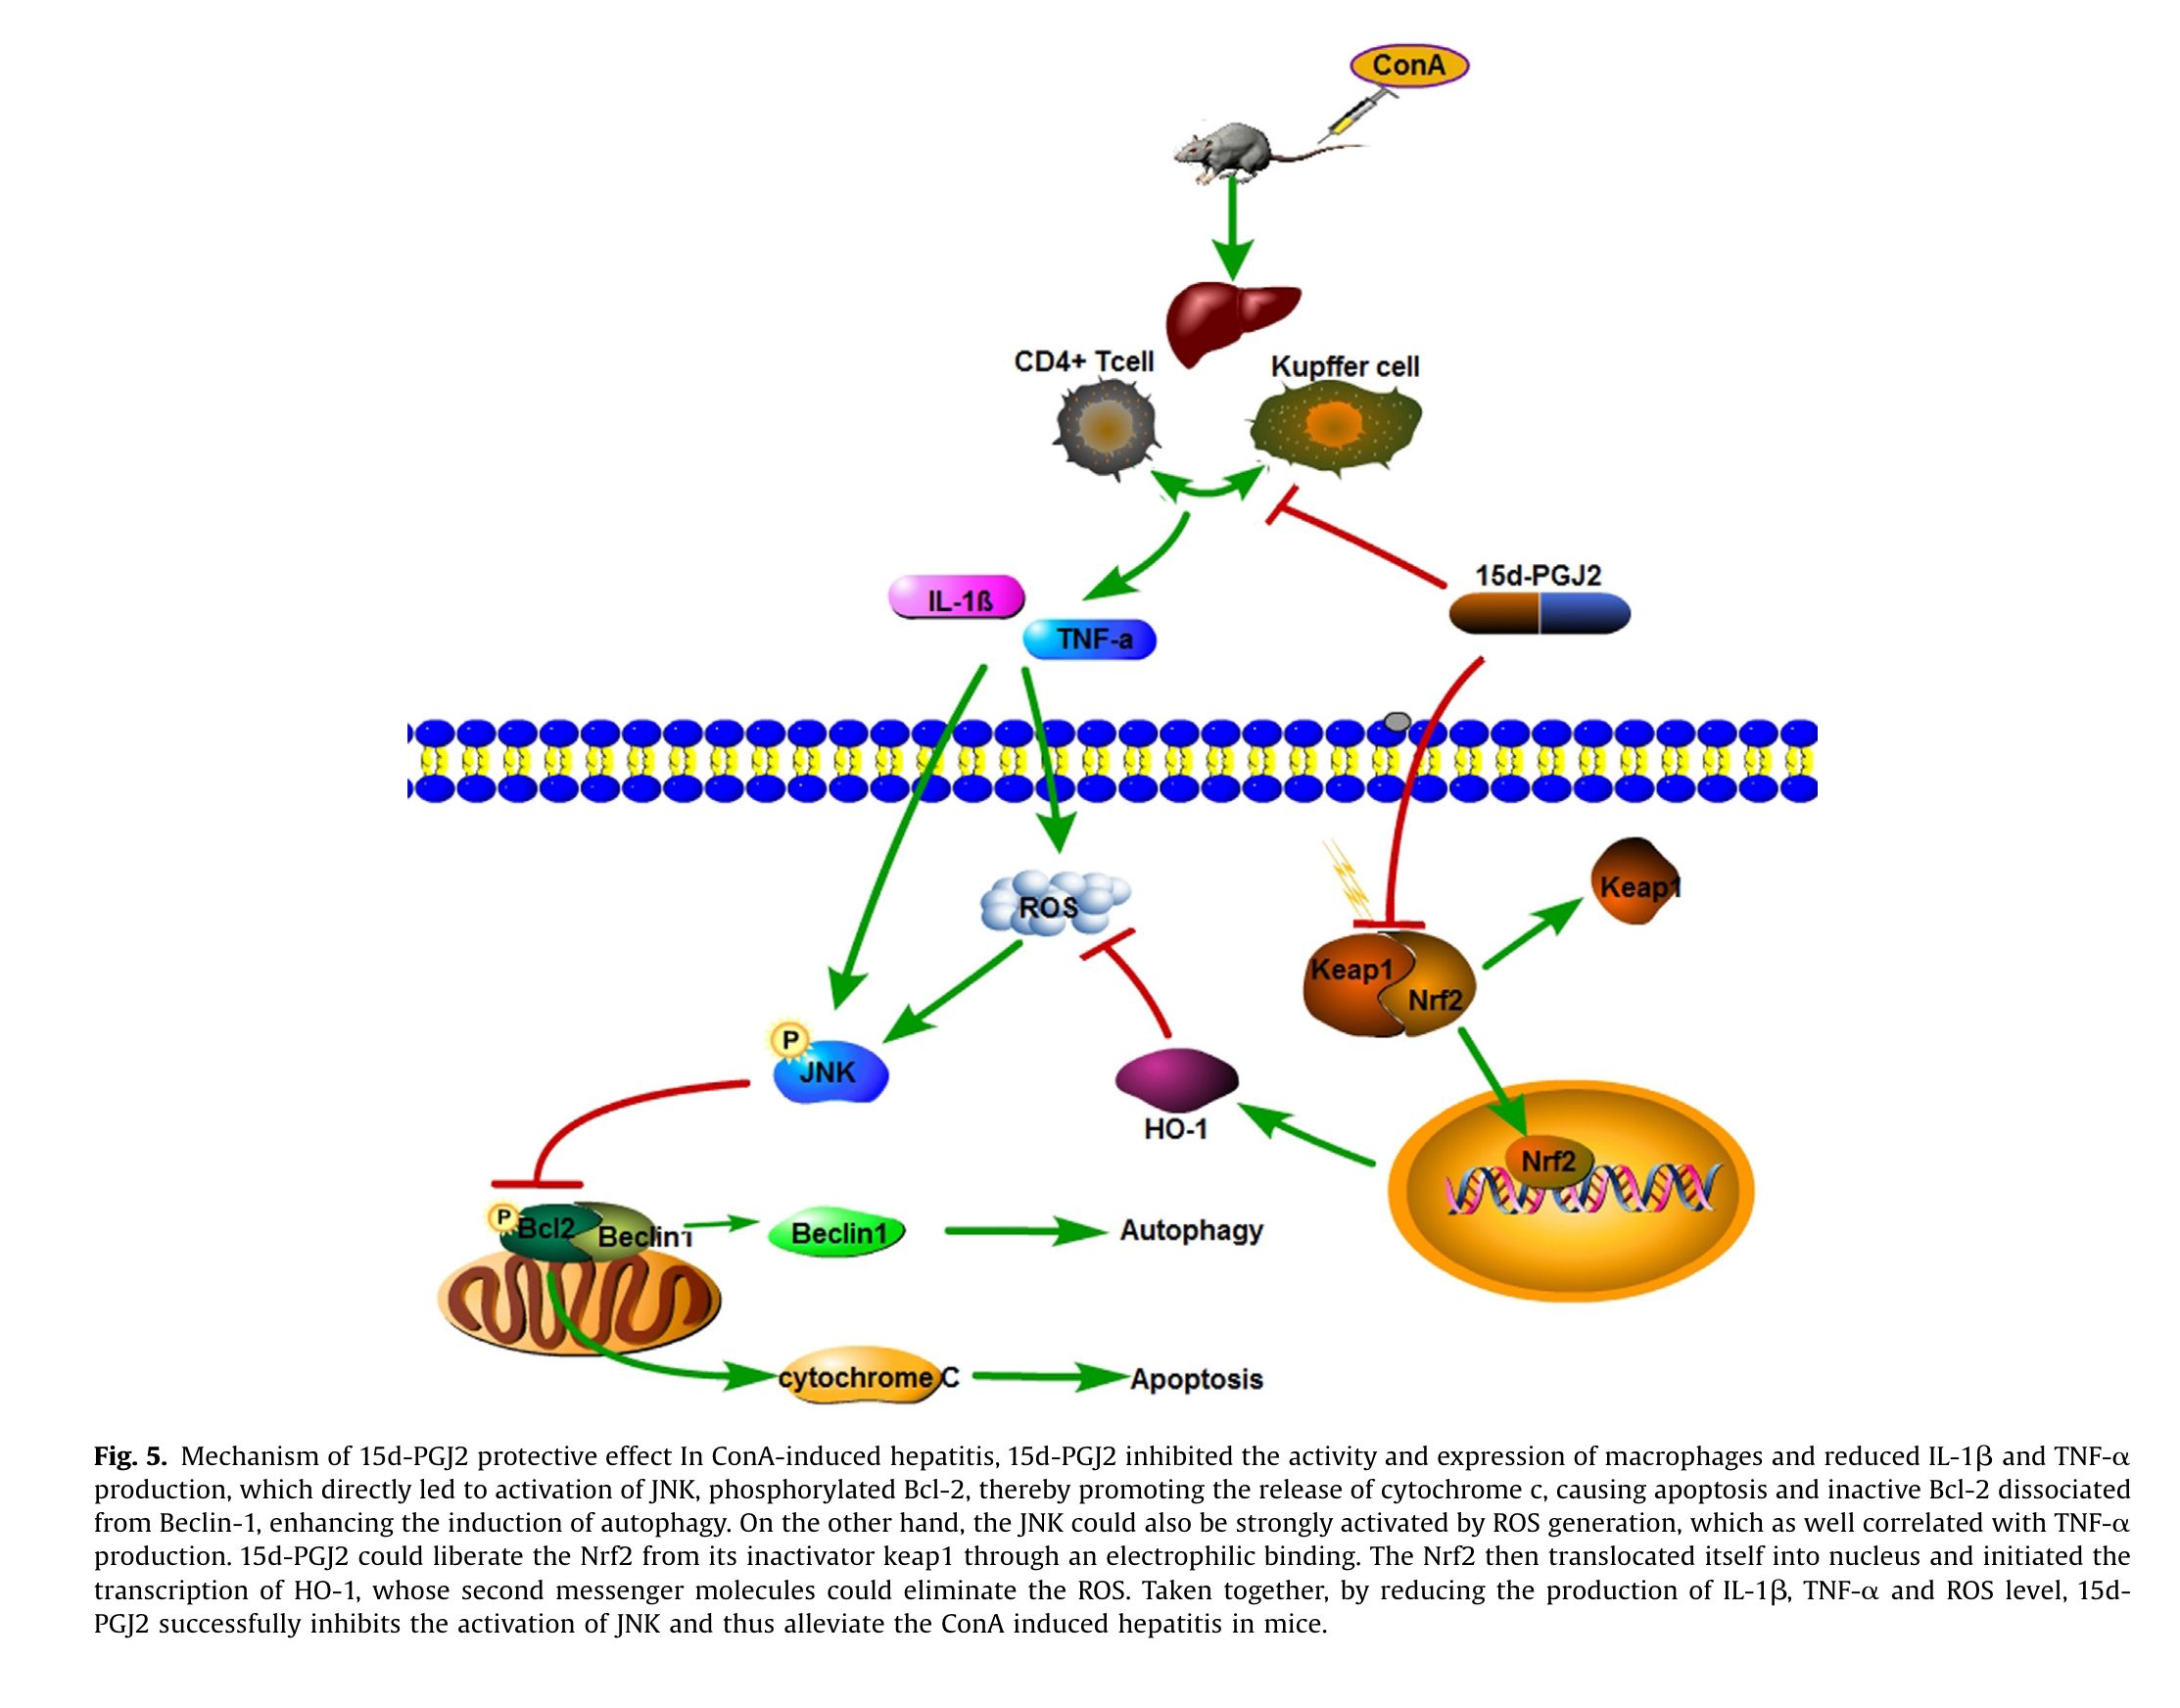 ConA
CD4+ Tcell
Kupffer cell
15d-PGJ2
IL-1ß
TNF-a
Keap1
ROS
Keap1
Nrf2
P
JNK
HO-1
Nrf2
P
Bcl2
Beclin1
Beclin1
Autophagy
cytochrome C
Apoptosis
Fig. 5. Mechanism of 15d-PGJ2 protective effect In ConA-induced hepatitis, 15d-PGJ2 inhibited the activity and expression of macrophages and reduced IL-1β and TNF-α
production, which directly led to activation of JNK, phosphorylated Bcl-2, thereby promoting the release of cytochrome c, causing apoptosis and inactive Bcl-2 dissociated
from Beclin-1, enhancing the induction of autophagy. On the other hand, the JNK could also be strongly activated by ROS generation, which as well correlated with TNF-α
production. 15d-PGJ2 could liberate the Nrf2 from its inactivator keap1 through an electrophilic binding. The Nrf2 then translocated itself into nucleus and initiated the
transcription of HO-1, whose second messenger molecules could eliminate the ROS. Taken together, by reducing the production of IL-1β, TNF-α and ROS level, 15d-
PGJ2 successfully inhibits the activation of JNK and thus alleviate the ConA induced hepatitis in mice.